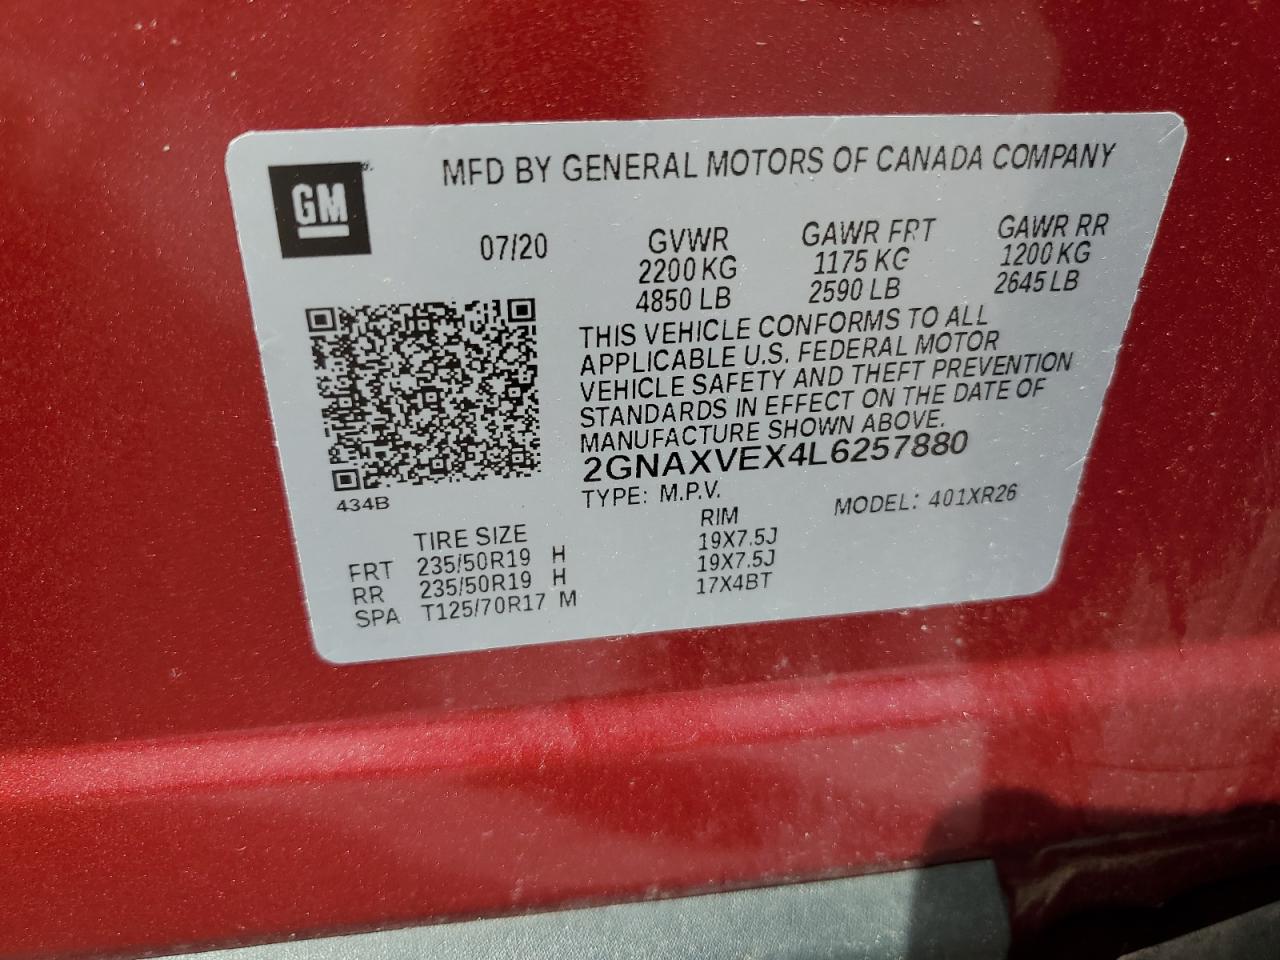 GM
MFD BY GENERAL MOTORS OF CANADA COMPANY
07/20
GVWR GAWR FRT GAWR RR
2200 KG 1175 KG 1200 KG
4850 LB 2590 LB 2645 LB
THIS VEHICLE CONFORMS TO ALL
APPLICABLE U.S. FEDERAL MOTOR
VEHICLE SAFETY AND THEFT PREVENTION
STANDARDS IN EFFECT ON THE DATE OF
MANUFACTURE SHOWN ABOVE.
2GNAXVEX4L6257880
434B
TYPE: M.P.V. MODEL: 401XR26
TIRE SIZE RIM
FRT 235/50R19 H 19X7.5J
RR 235/50R19 H 19X7.5J
SPA T125/70R17 M 17X4BT